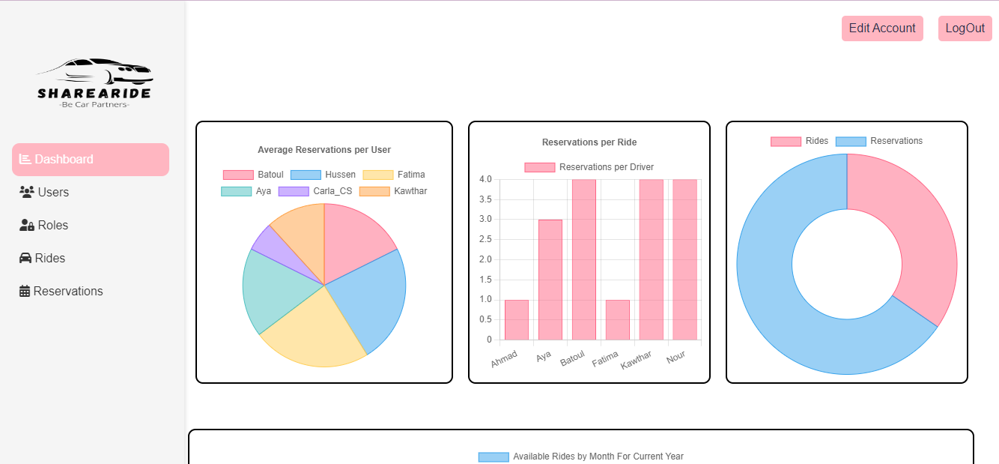 Edit Account LogOut
SHAREARIDE
-Be Car Partners-
Dashboard
Users
Roles
Rides
Reservations
Average Reservations per User
Batoul Hussen Fatima
Aya Carla_CS Kawthar
Reservations per Ride
Reservations per Driver
4.0
3.5
3.0
2.5
2.0
1.5
1.0
0.5
0
Ahmad Aya Batoul Fatima Kawthar Nour
Rides Reservations
Available Rides by Month For Current Year